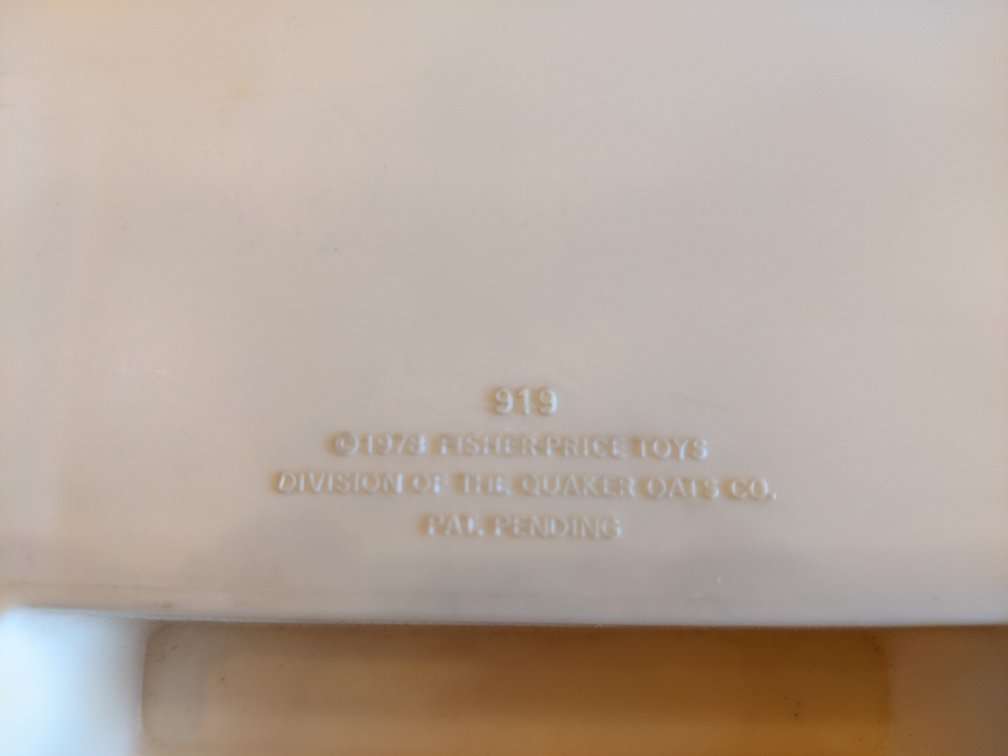 919
©1978 FISHER-PRICE TOYS
DIVISION OF THE QUAKER OATS CO.
PAT. PENDING